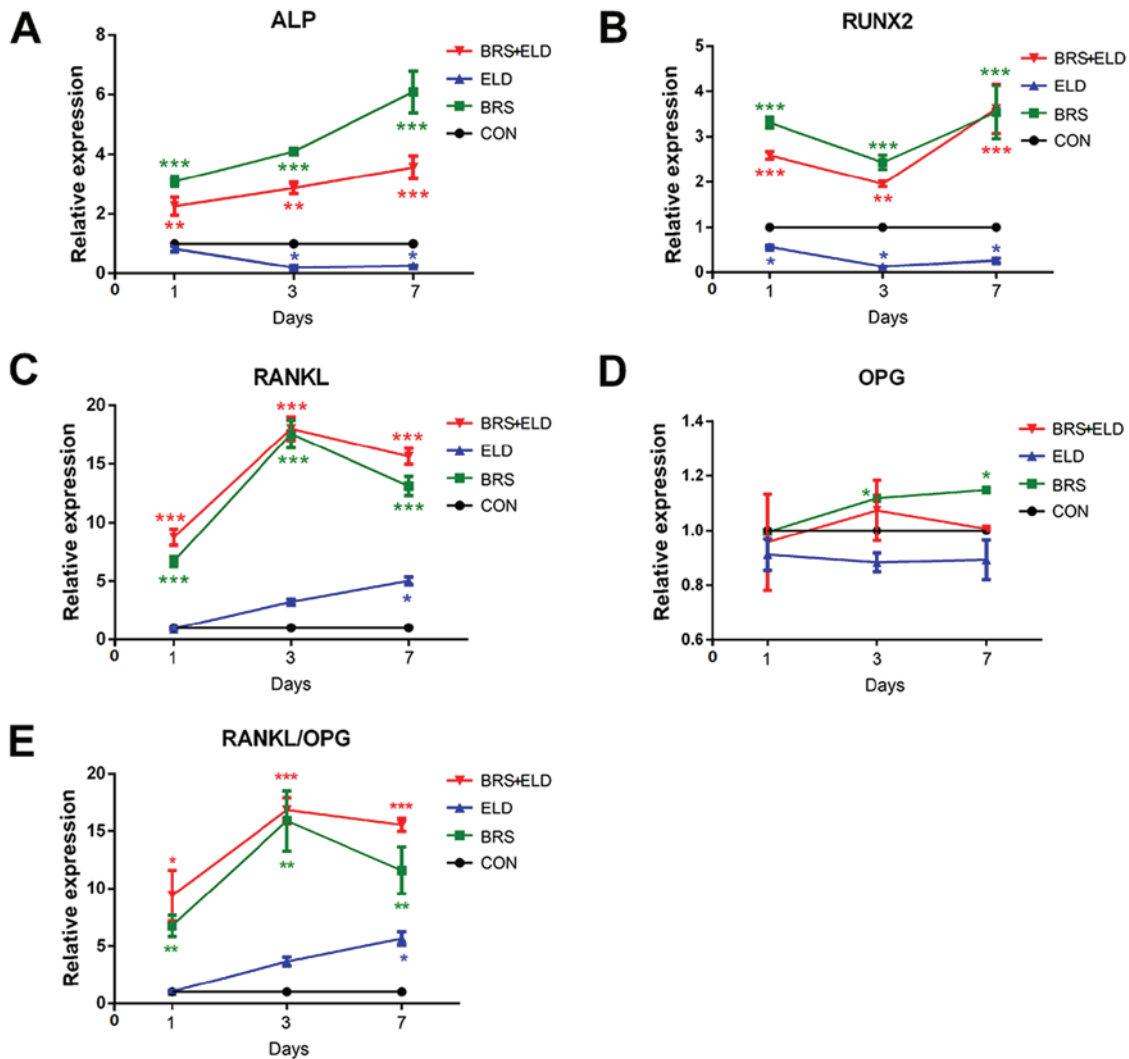 A
ALP
Relative expression
8
6
4
2
0
0
1
3
7
Days
***
***
***
**
**
***
*
*
BRS+ELD
ELD
BRS
CON
B
RUNX2
Relative expression
5
4
3
2
1
0
0
1
3
7
Days
***
***
***
***
**
***
*
*
*
BRS+ELD
ELD
BRS
CON
C
RANKL
Relative expression
20
15
10
5
0
0
1
3
7
Days
***
***
***
***
***
***
*
BRS+ELD
ELD
BRS
CON
D
OPG
Relative expression
1.4
1.2
1.0
0.8
0.6
0
1
3
7
Days
*
*
BRS+ELD
ELD
BRS
CON
E
RANKL/OPG
Relative expression
20
15
10
5
0
0
1
3
7
Days
*
***
***
**
**
**
*
BRS+ELD
ELD
BRS
CON